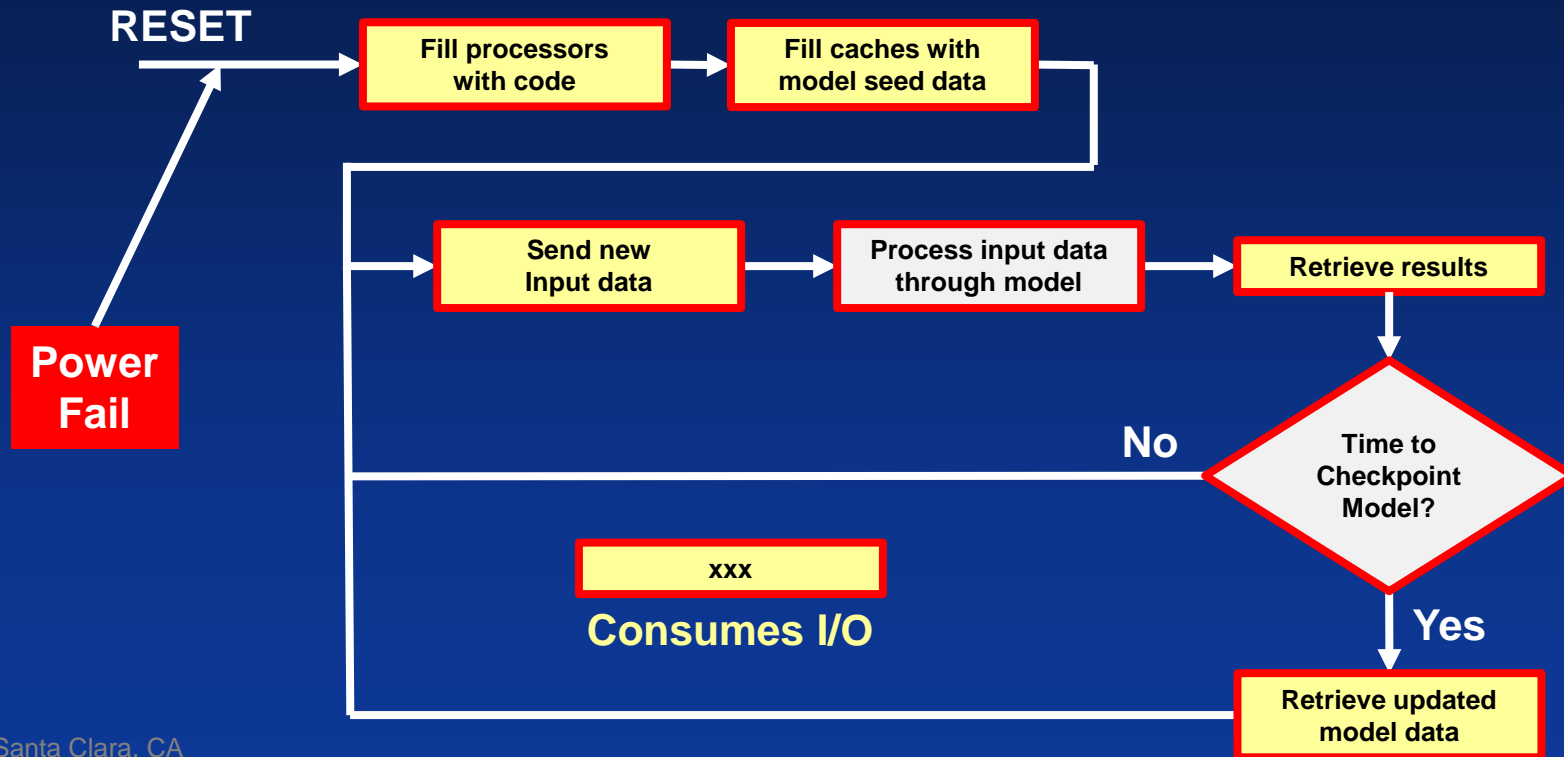 RESET
Fill processors
with code
Fill caches with
model seed data
Send new
Input data
Process input data
through model
Retrieve results
Power
Fail
No
Time to
Checkpoint
Model?
xxx
Consumes I/O
Yes
Retrieve updated
model data
Santa Clara, CA